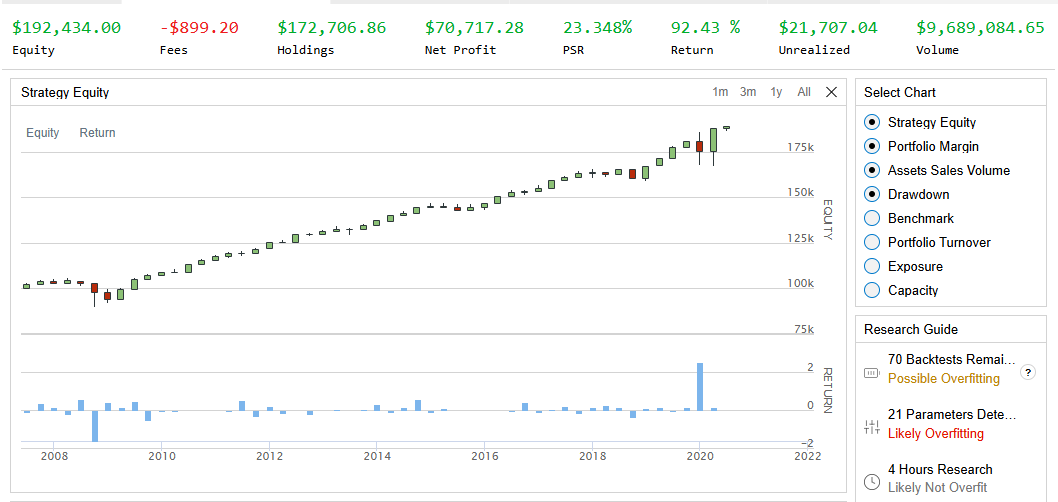 $192,434.00 -$899.20 $172,706.86 $70,717.28 23.348% 92.43 % $21,707.04 $9,689,084.65
Equity Fees Holdings Net Profit PSR Return Unrealized Volume
Strategy Equity 1m 3m 1y All
Equity Return
175k
150k
EQUITY
125k
100k
75k
2
RETURN
0
-2
2008 2010 2012 2014 2016 2018 2020 2022
Select Chart
Strategy Equity
Portfolio Margin
Assets Sales Volume
Drawdown
Benchmark
Portfolio Turnover
Exposure
Capacity
Research Guide
70 Backtests Remai...
Possible Overfitting ?
21 Parameters Dete...
Likely Overfitting
4 Hours Research
Likely Not Overfit